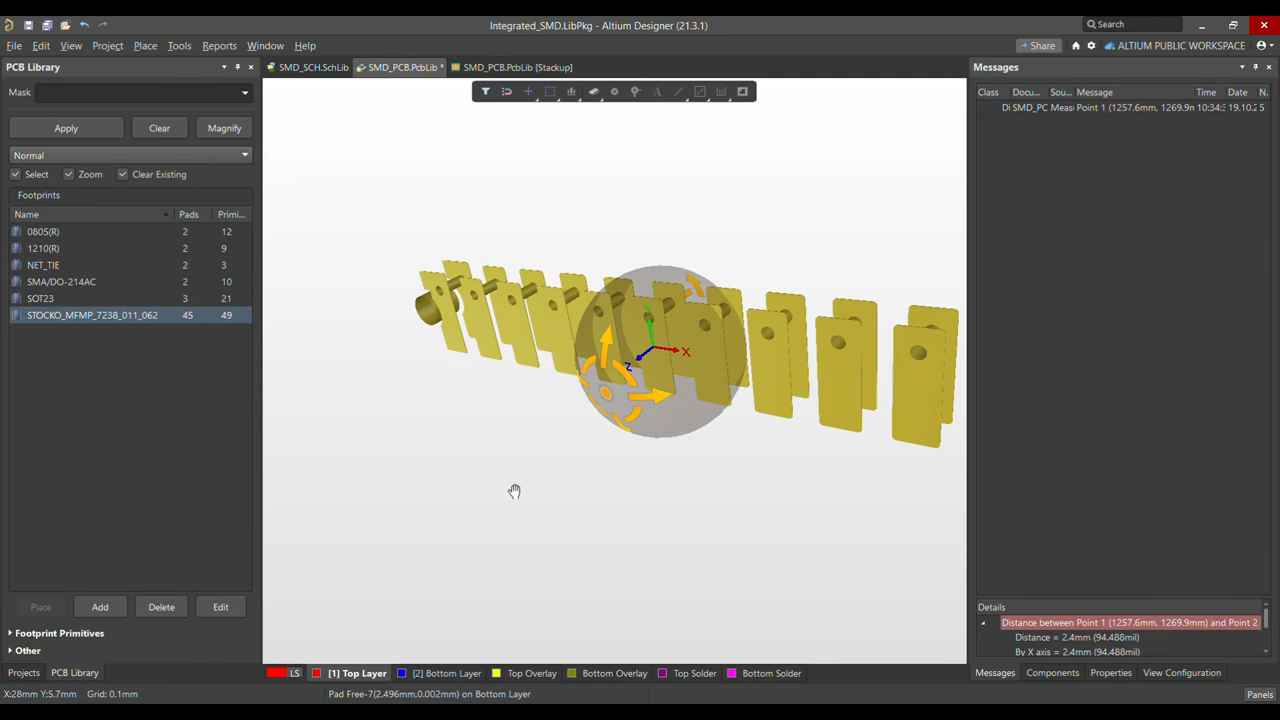 Integrated_SMD.LibPkg - Altium Designer (21.3.1)
Search
File Edit View Project Place Tools Reports Window Help
Share
ALTIUM PUBLIC WORKSPACE
PCB Library
SMD_SCH.SchLib
SMD_PCB.PcbLib *
SMD_PCB.PcbLib [Stackup]
Messages
Mask
Class Docu... Sou... Message Time Date N.
Di SMD_PC Meas Point 1 (1257.6mm, 1269.9m 10:34: 19.10.2 5
Apply Clear Magnify
Normal
Select Zoom Clear Existing
Footprints
Name Pads Primi...
0805(R) 2 12
1210(R) 2 9
NET_TIE 2 3
SMA/DO-214AC 2 10
SOT23 3 21
STOCKO_MFMP_7238_011_062 45 49
X
Z
Place Add Delete Edit
Footprint Primitives
Other
Details
Distance between Point 1 (1257.6mm, 1269.9mm) and Point 2
Distance = 2.4mm (94.488mil)
By X axis = 2.4mm (94.488mil)
Projects PCB Library
LS [1] Top Layer [2] Bottom Layer Top Overlay Bottom Overlay Top Solder Bottom Solder
Messages Components Properties View Configuration
X:28mm Y:5.7mm Grid: 0.1mm
Pad Free-7(2.496mm,0.002mm) on Bottom Layer
Panels